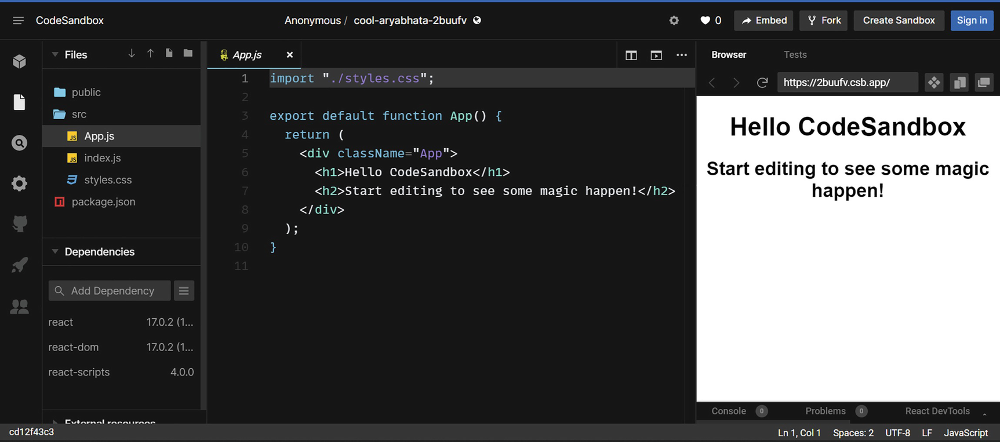 CodeSandbox
Anonymous / cool-aryabhata-2buufv
0
Embed
Fork
Create Sandbox
Sign in
Files
public
src
JS App.js
JS index.js
styles.css
package.json
Dependencies
Add Dependency
react 17.0.2 (1...
react-dom 17.0.2 (1...
react-scripts 4.0.0
External resources
App.js
1 import "./styles.css";
2
3 export default function App() {
4 return (
5 <div className="App">
6 <h1>Hello CodeSandbox</h1>
7 <h2>Start editing to see some magic happen!</h2>
8 </div>
9 );
10 }
11
Browser Tests
https://2buufv.csb.app/
Hello CodeSandbox
Start editing to see some magic
happen!
Console 0 Problems 0 React DevTools
cd12f43c3
Ln 1, Col 1 Spaces: 2 UTF-8 LF JavaScript